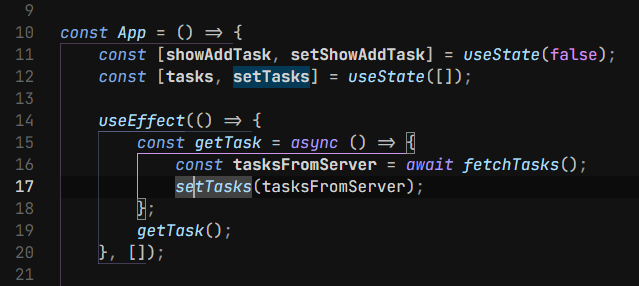 9
10 const App = () => {
11 const [showAddTask, setShowAddTask] = useState(false);
12 const [tasks, setTasks] = useState([]);
13
14 useEffect(() => {
15 const getTask = async () => {
16 const tasksFromServer = await fetchTasks();
17 setTasks(tasksFromServer);
18 };
19 getTask();
20 }, []);
21